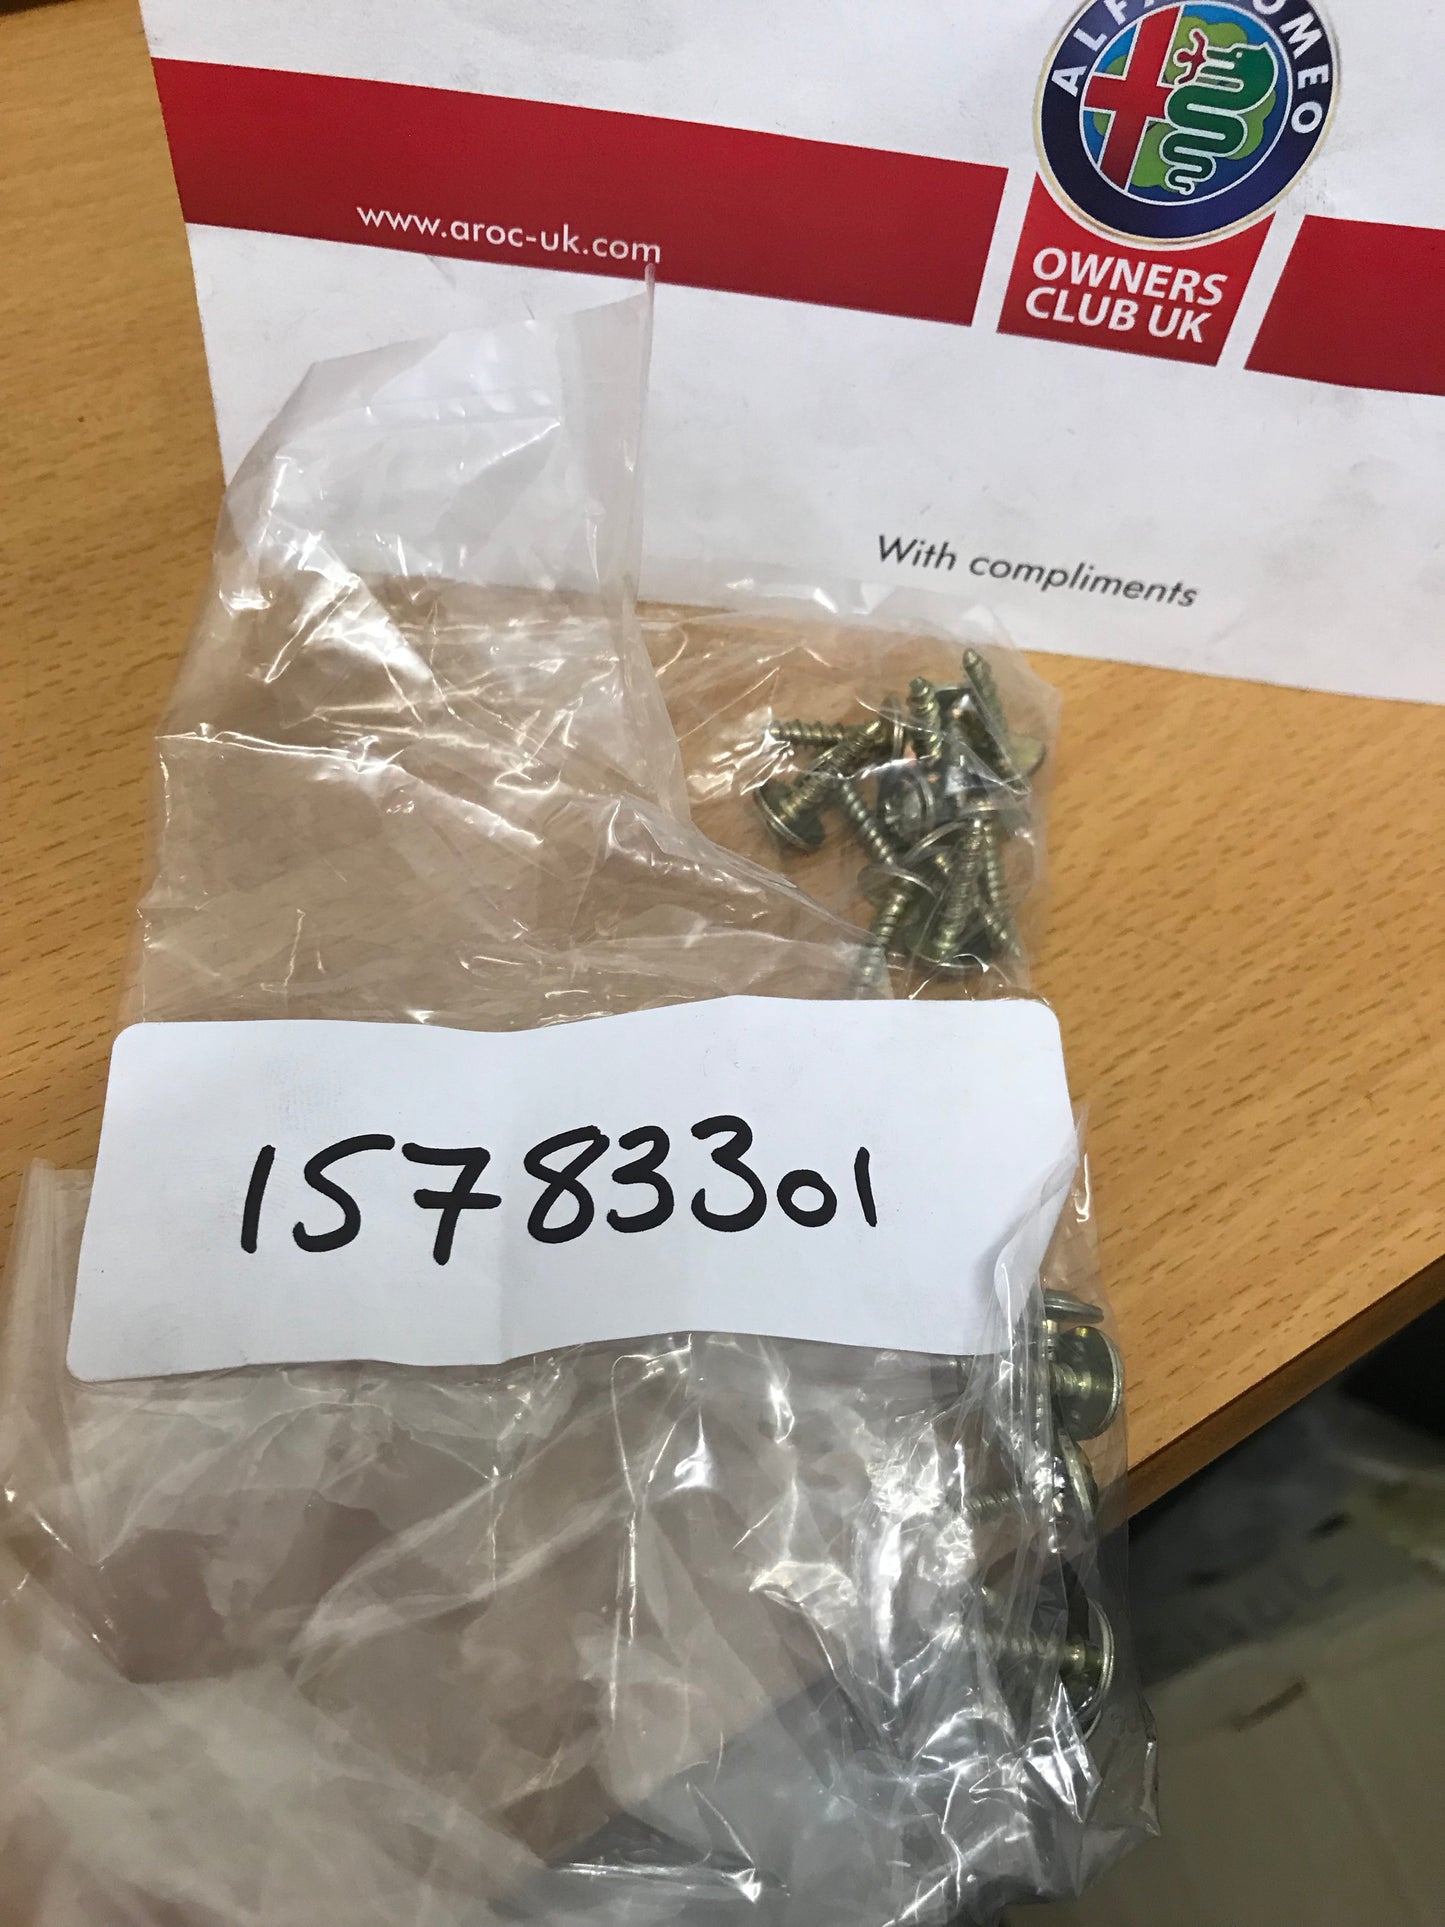 ALFA ROMEO
www.aroc-uk.com
OWNERS
CLUB UK
With compliments
15783301